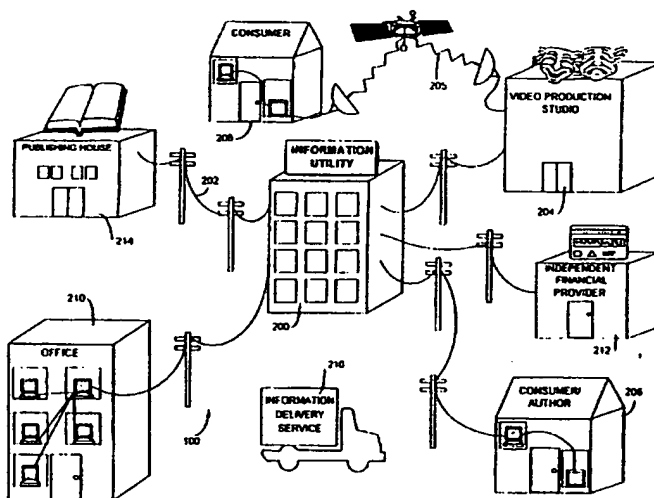 CONSUMER
208
205
VIDEO PRODUCTION
STUDIO
204
PUBLISHING HOUSE
214
202
INFORMATION
UTILITY
200
INDEPENDENT
FINANCIAL
PROVIDER
212
210
OFFICE
100
210
INFORMATION
DELIVERY
SERVICE
CONSUMER/
AUTHOR
206